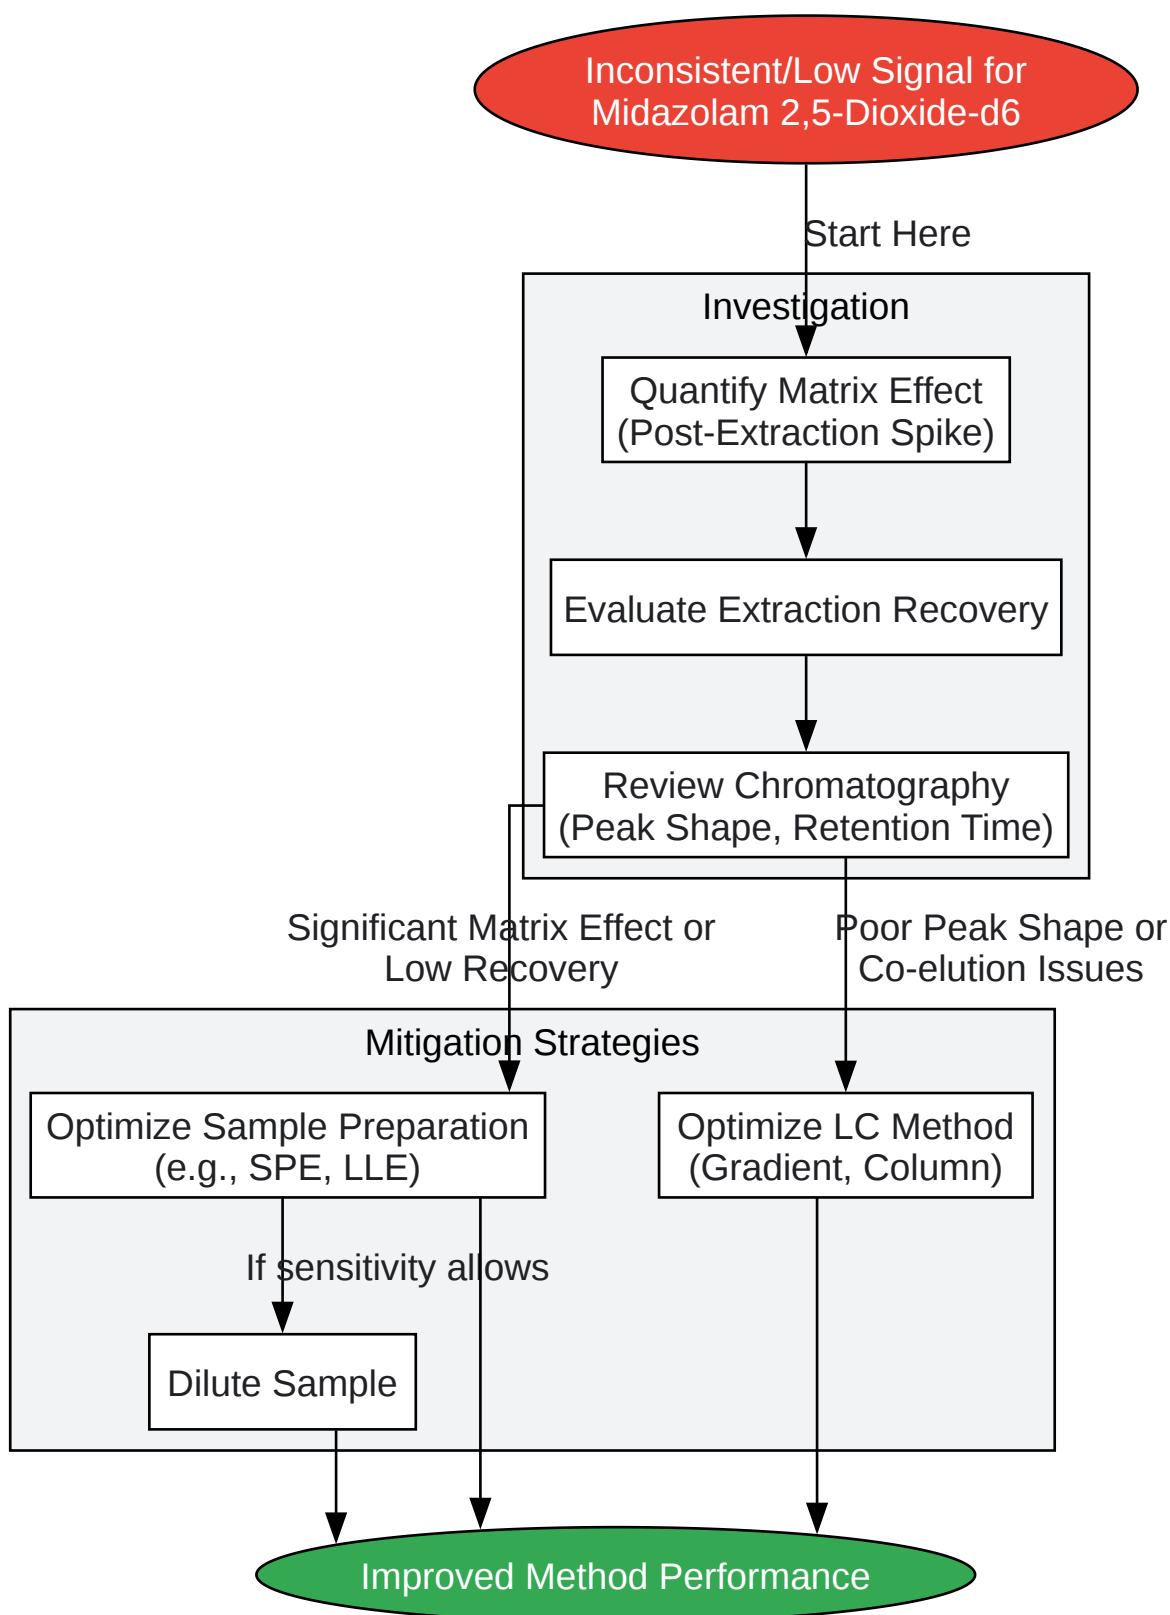 Inconsistent/Low Signal for
Midazolam 2,5-Dioxide-d6
Start Here
Investigation
Quantify Matrix Effect
(Post-Extraction Spike)
Evaluate Extraction Recovery
Review Chromatography
(Peak Shape, Retention Time)
Significant Matrix Effect or
Low Recovery
Poor Peak Shape or
Co-elution Issues
Mitigation Strategies
Optimize Sample Preparation
(e.g., SPE, LLE)
Optimize LC Method
(Gradient, Column)
If sensitivity allows
Dilute Sample
Improved Method Performance